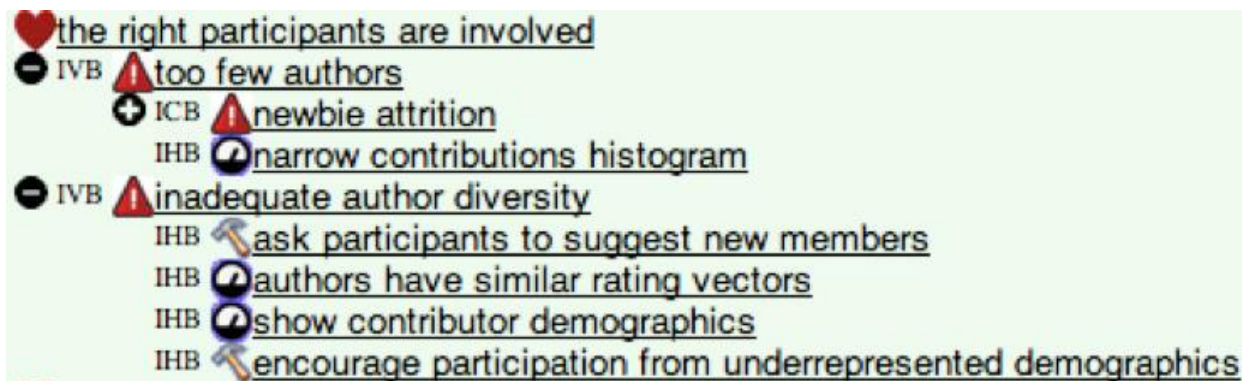 the right participants are involved
IVB too few authors
ICB newbie attrition
IHB narrow contributions histogram
IVB inadequate author diversity
IHB ask participants to suggest new members
IHB authors have similar rating vectors
IHB show contributor demographics
IHB encourage participation from underrepresented demographics